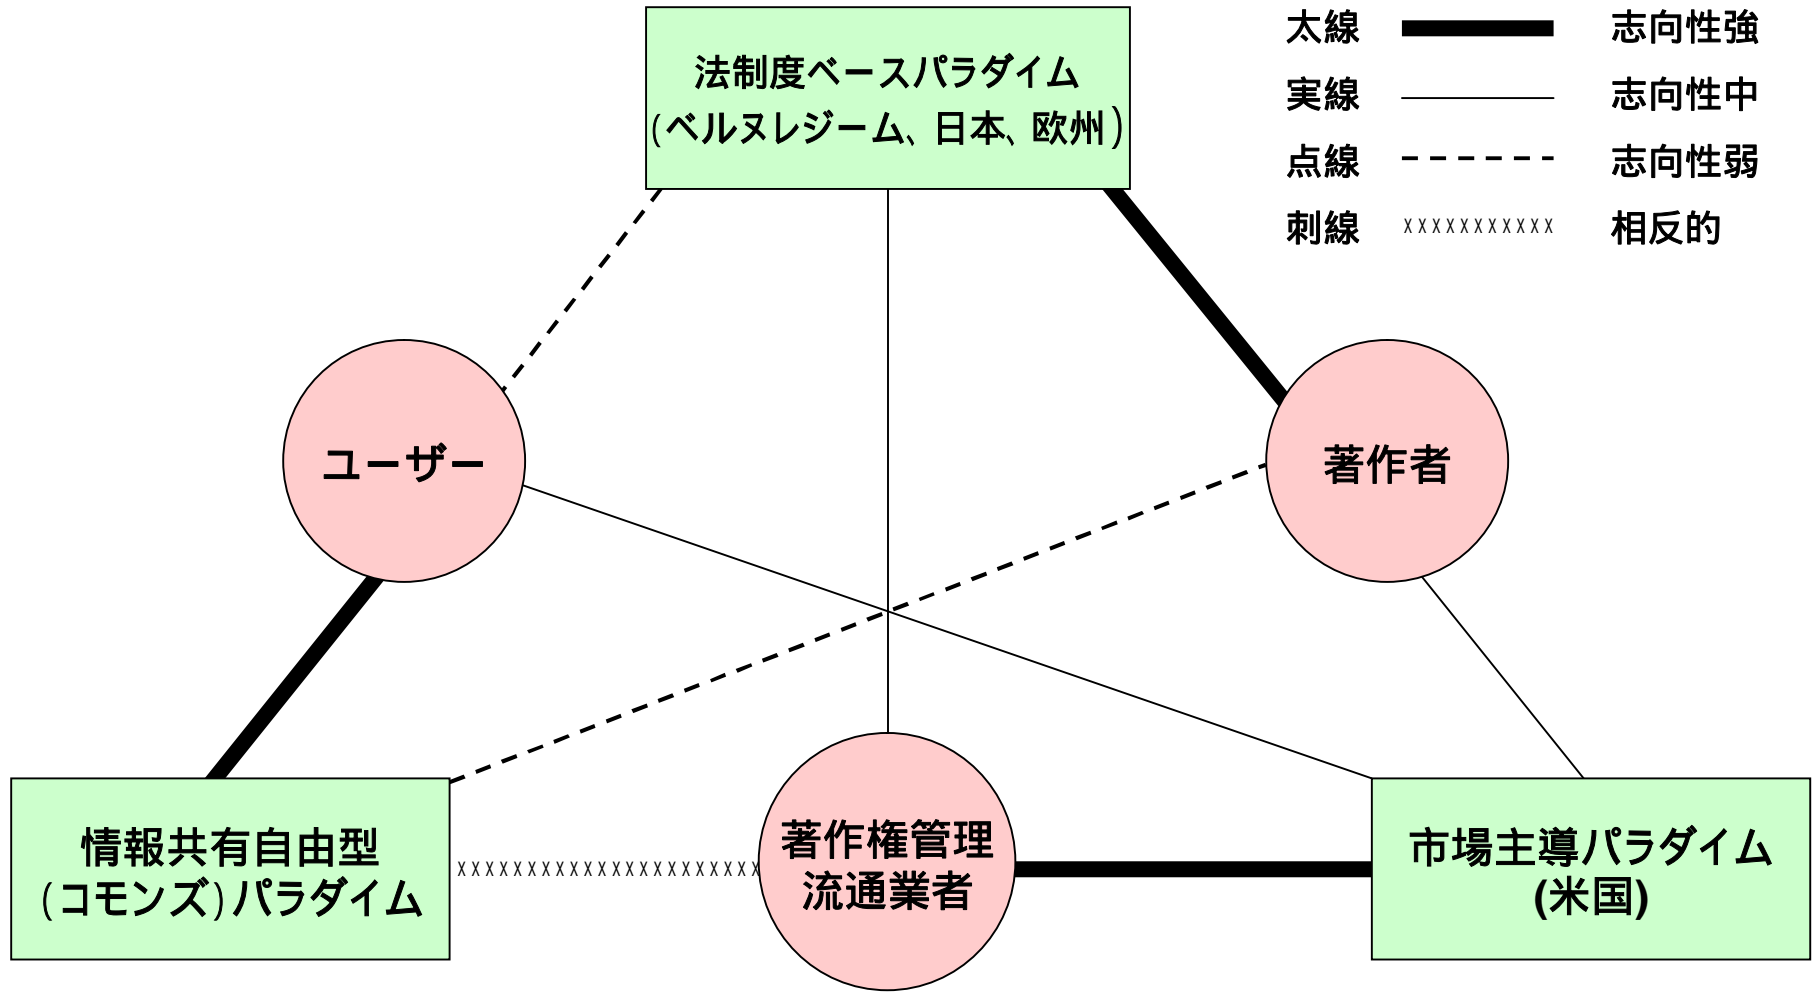 法制度ベースパラダイム
(ベルヌレジーム、日本、欧州)
太線 志向性強
実線 志向性中
点線 志向性弱
刺線 xxxxxxxxxxx 相反的
ユーザー
著作者
情報共有自由型
(コモンズ)パラダイム
著作権管理
流通業者
市場主導パラダイム
(米国)